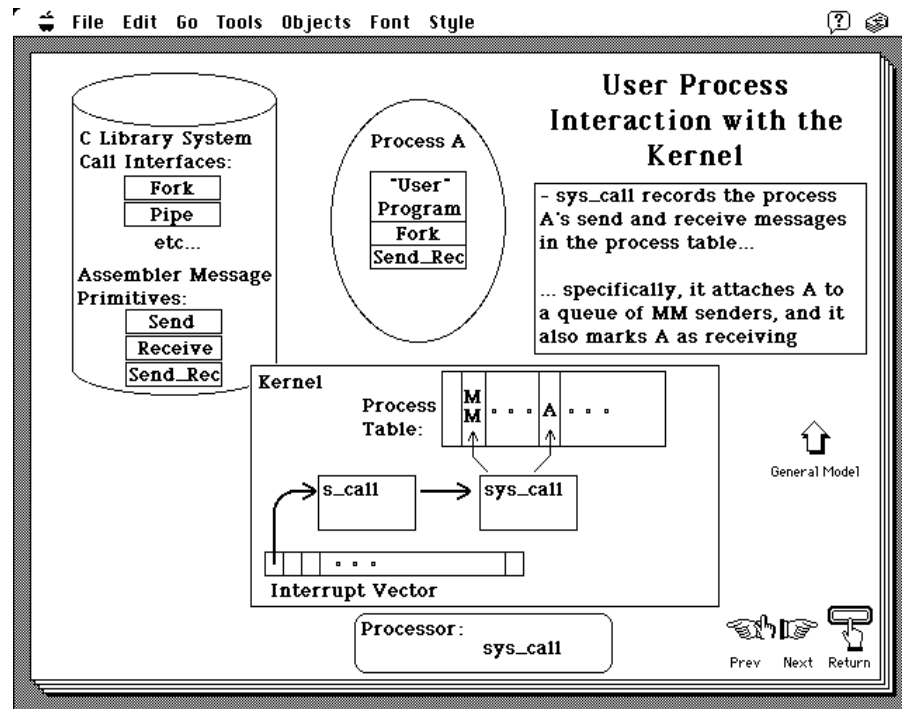 File Edit Go Tools Objects Font Style
User Process
Interaction with the
Kernel
C Library System
Call Interfaces:
Fork
Pipe
etc...
Assembler Message
Primitives:
Send
Receive
Send_Rec
Process A
"User"
Program
Fork
Send_Rec
- sys_call records the process
A's send and receive messages
in the process table...
... specifically, it attaches A to
a queue of MM senders, and it
also marks A as receiving
Kernel
Process
Table:
M
M
A
s_call
sys_call
Interrupt Vector
General Model
Processor:
sys_call
Prev Next Return